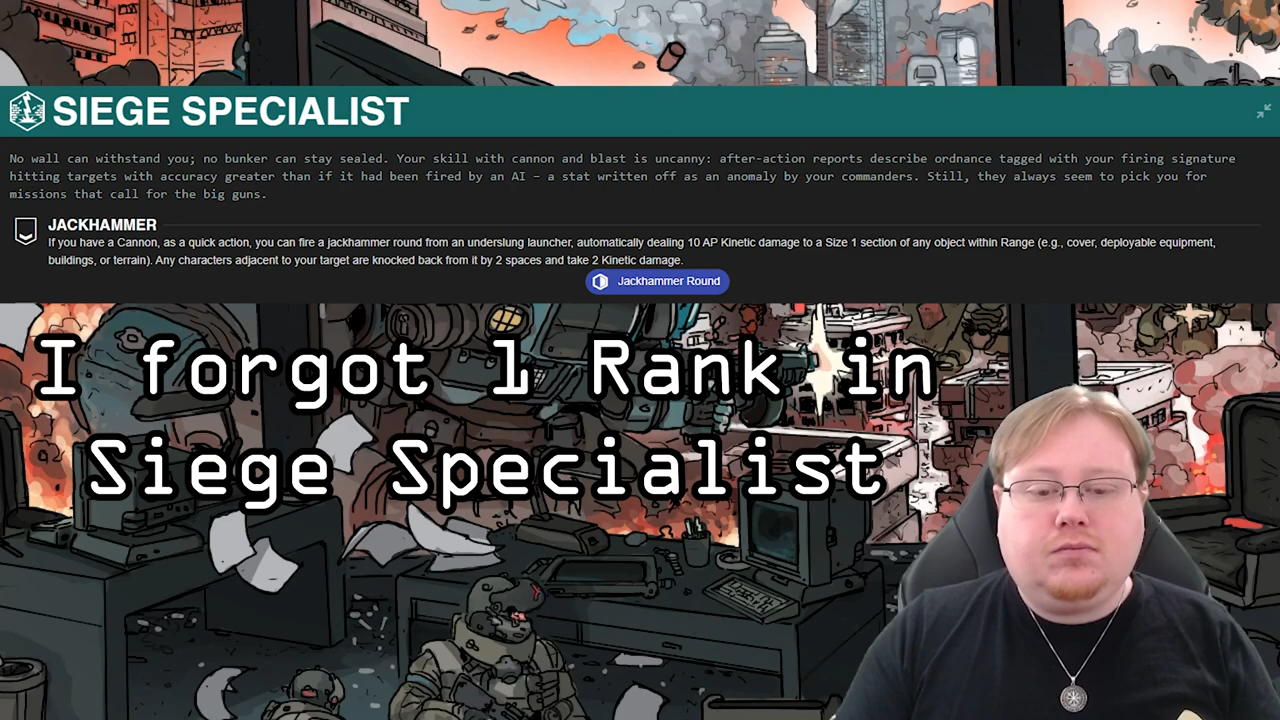 SIEGE SPECIALIST
No wall can withstand you; no bunker can stay sealed. Your skill with cannon and blast is uncanny: after-action reports describe ordnance tagged with your firing signature
hitting targets with accuracy greater than if it had been fired by an AI – a stat written off as an anomaly by your commanders. Still, they always seem to pick you for
missions that call for the big guns.
JACKHAMMER
If you have a Cannon, as a quick action, you can fire a jackhammer round from an underslung launcher, automatically dealing 10 AP Kinetic damage to a Size 1 section of any object within Range (e.g., cover, deployable equipment,
buildings, or terrain). Any characters adjacent to your target are knocked back from it by 2 spaces and take 2 Kinetic damage.
Jackhammer Round
I forgot 1 Rank in
Siege Specialist